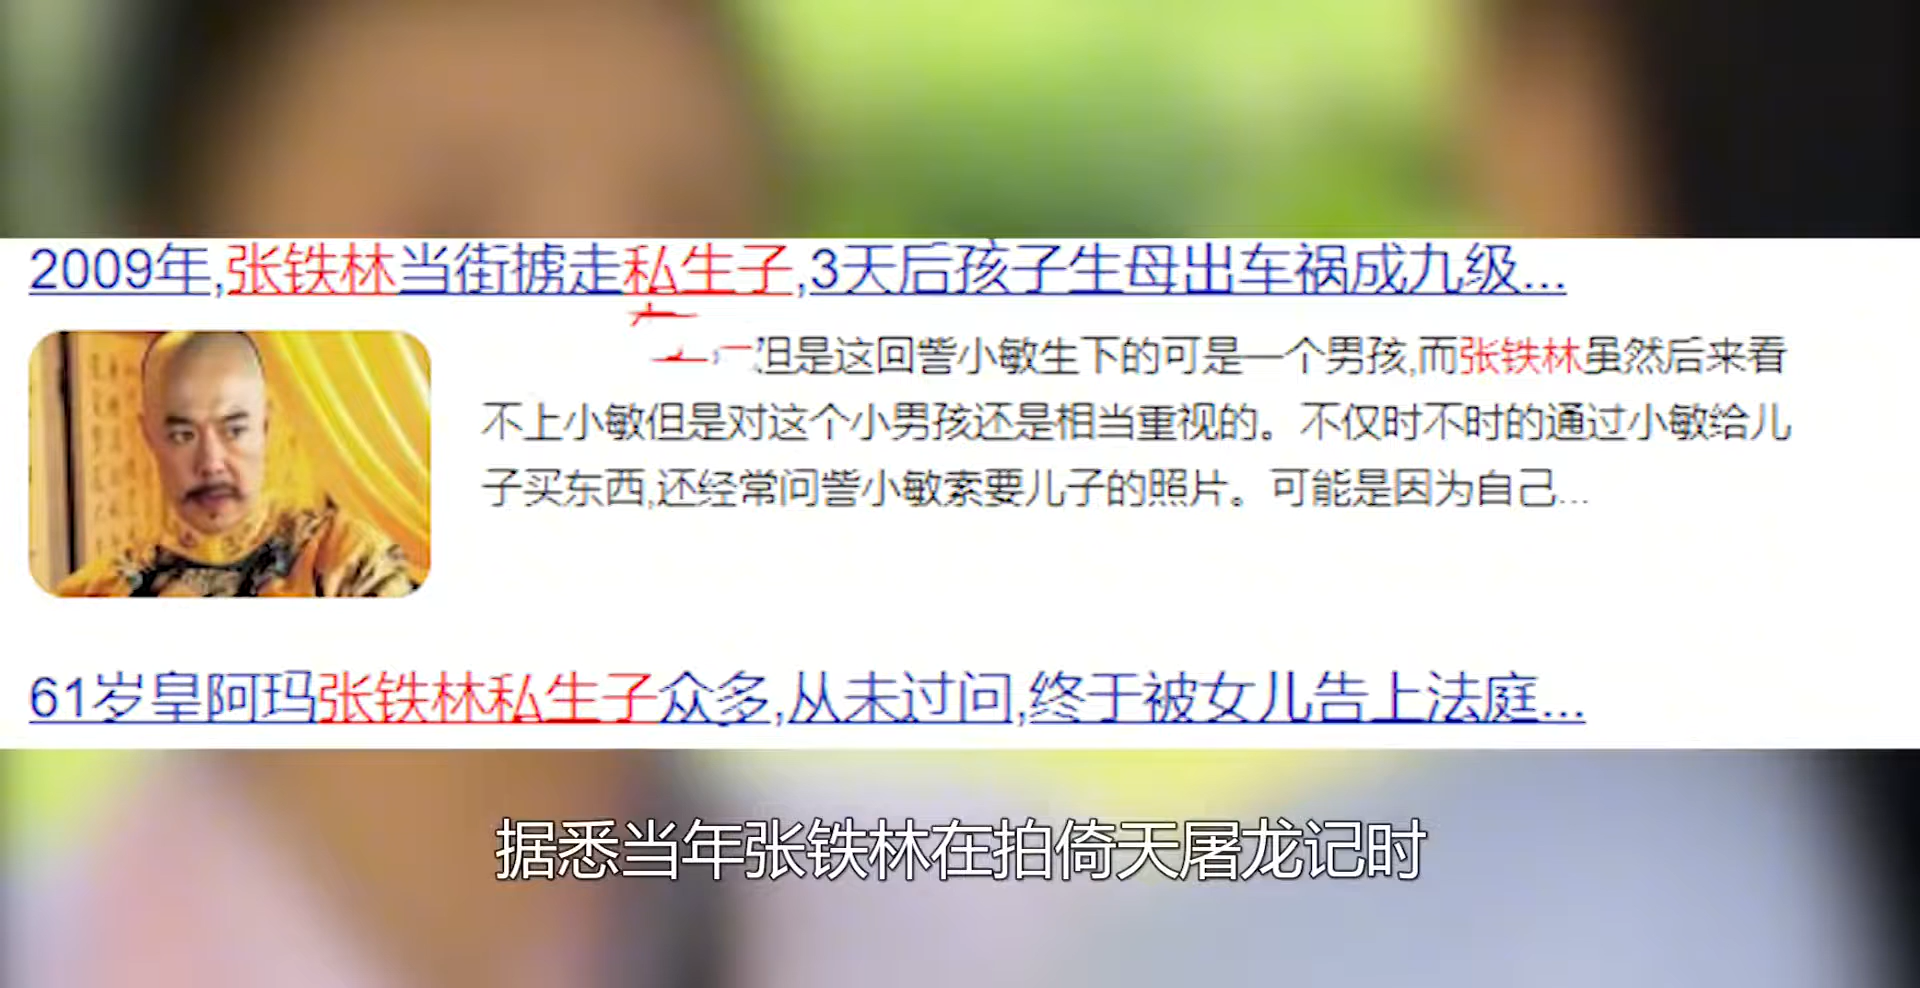 2009年,张铁林当街掳走私生子,3天后孩子生母出车祸成九级...
但是这回訾小敏生下的可是一个男孩,而张铁林虽然后来看
不上小敏但是对这个小男孩还是相当重视的。不仅时不时的通过小敏给儿
子买东西,还经常问訾小敏索要儿子的照片。可能是因为自己...
61岁皇阿玛张铁林私生子众多,从未过问,终于被女儿告上法庭...
据悉当年张铁林在拍倚天屠龙记时